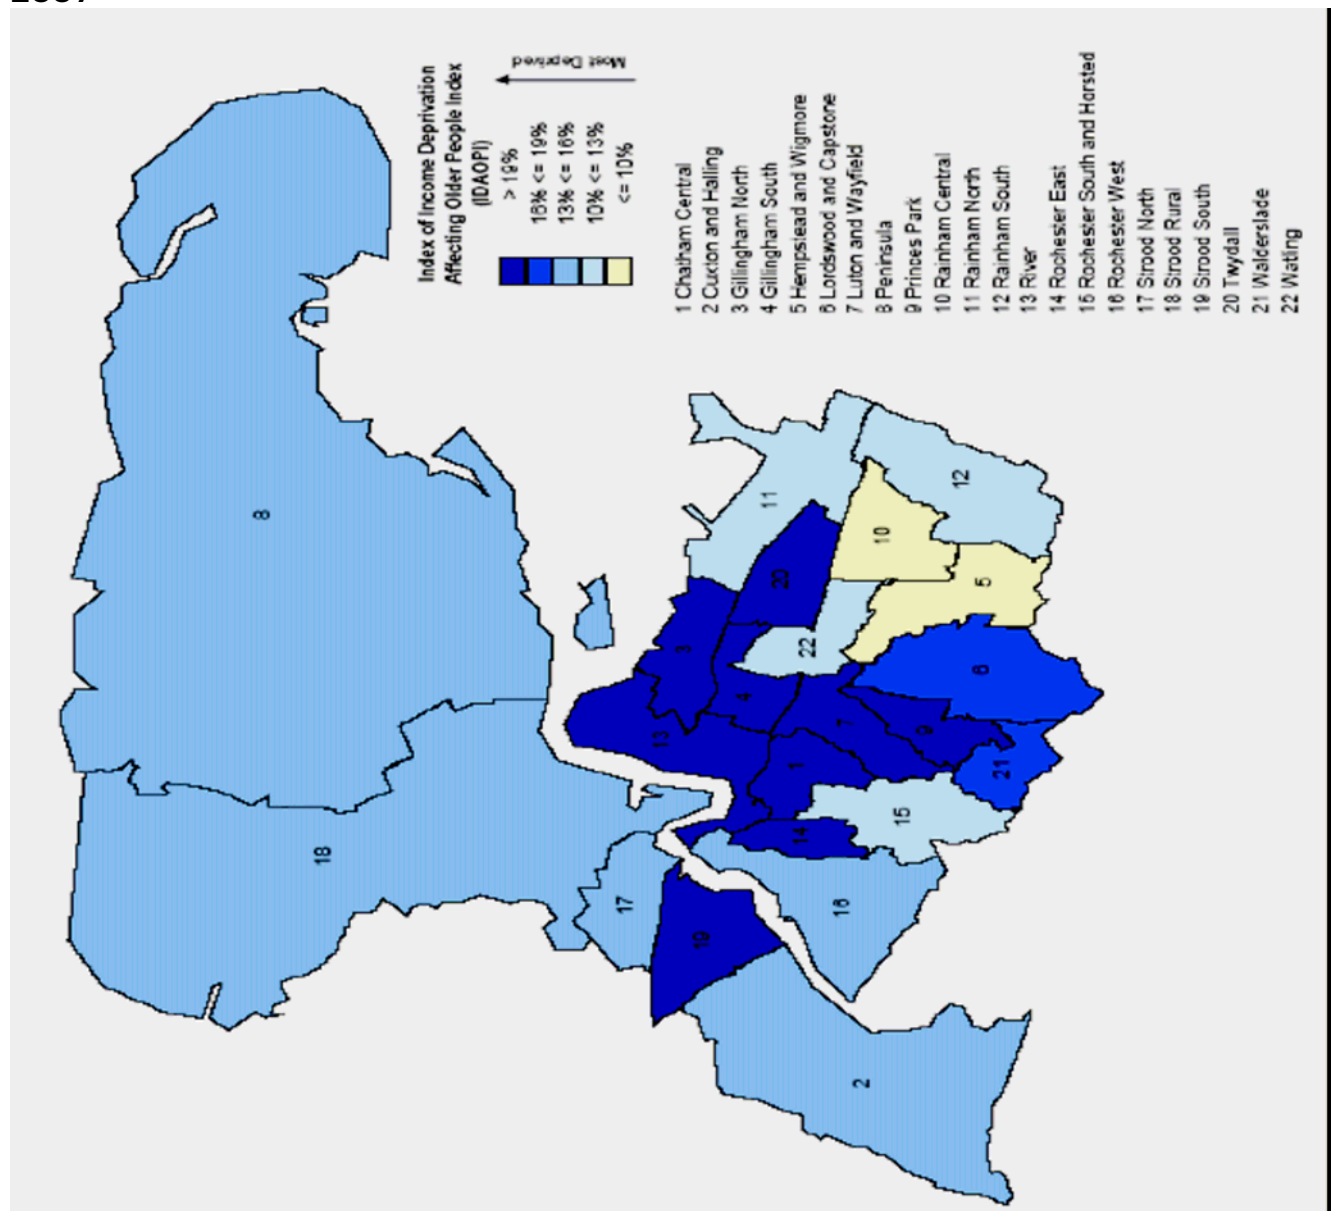 Index of Income Deprivation
Affecting Older People Index
(IDAOPI)
> 19%
16% <= 19%
13% <= 16%
10% <= 13%
<= 10%
Most Deprived
1 Chatham Central
2 Cuxton and Halling
3 Gillingham North
4 Gillingham South
5 Hempstead and Wigmore
6 Lordswood and Capstone
7 Luton and Wayfield
8 Peninsula
9 Princes Park
10 Rainham Central
11 Rainham North
12 Rainham South
13 River
14 Rochester East
15 Rochester South and Horsted
16 Rochester West
17 Strood North
18 Strood Rural
19 Strood South
20 Twydall
21 Walderslade
22 Watling
8
18
17
19
2
16
14
15
1
13
3
4
7
9
21
6
22
20
11
10
5
12